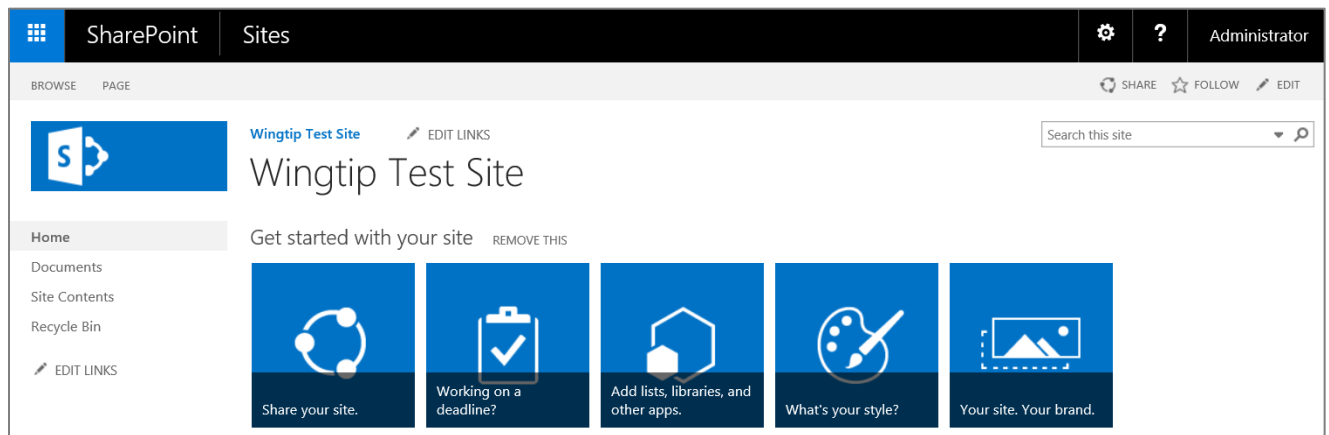 SharePoint Sites ? Administrator
BROWSE PAGE SHARE FOLLOW EDIT
S
Wingtip Test Site EDIT LINKS
Search this site
Wingtip Test Site
Home
Documents
Site Contents
Recycle Bin
EDIT LINKS
Get started with your site REMOVE THIS
Share your site.
Working on a
deadline?
Add lists, libraries, and
other apps.
What's your style?
Your site. Your brand.